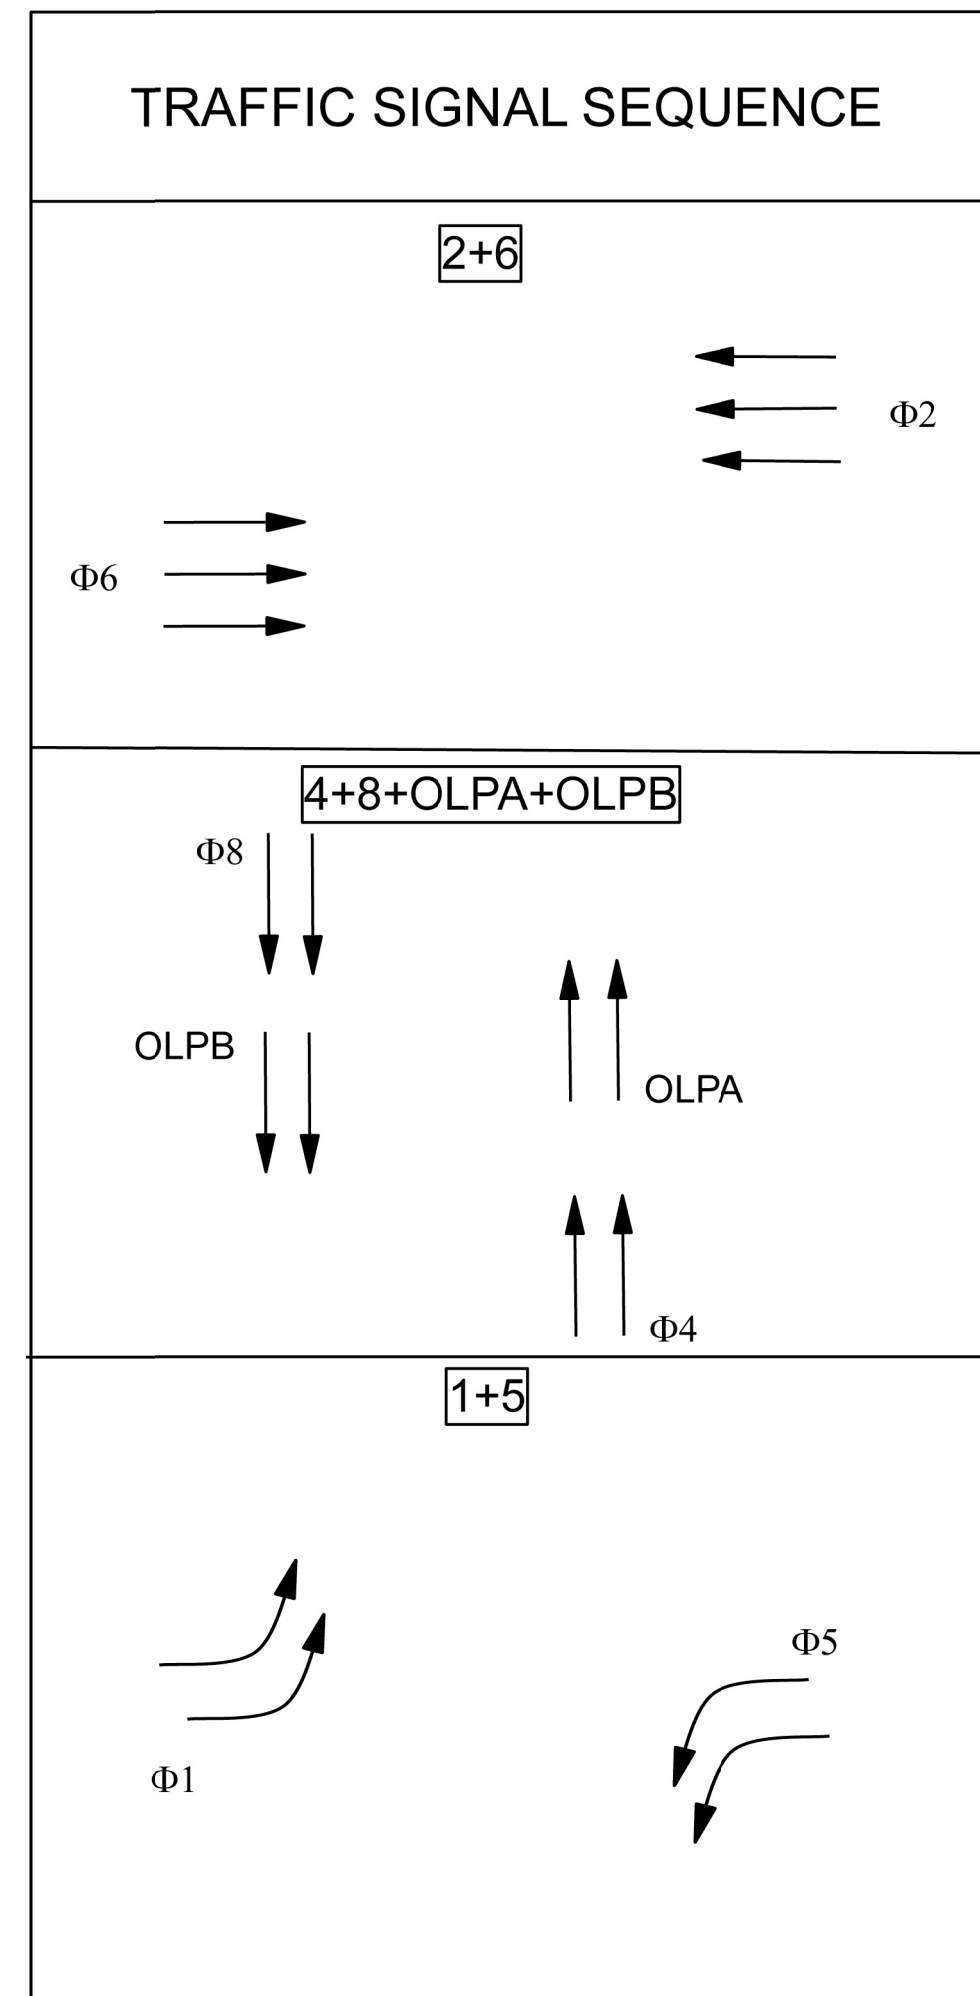 TRAFFIC SIGNAL SEQUENCE
2+6
Φ2
Φ6
4+8+OLPA+OLPB
Φ8
OLPB
OLPA
Φ4
1+5
Φ5
Φ1